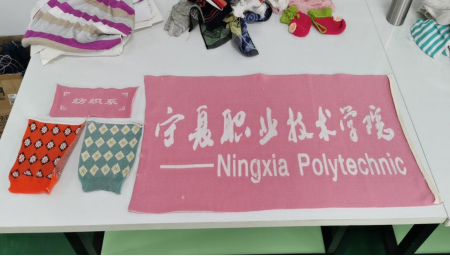 纺织系
宁夏职业技术学院
——Ningxia Polytechnic